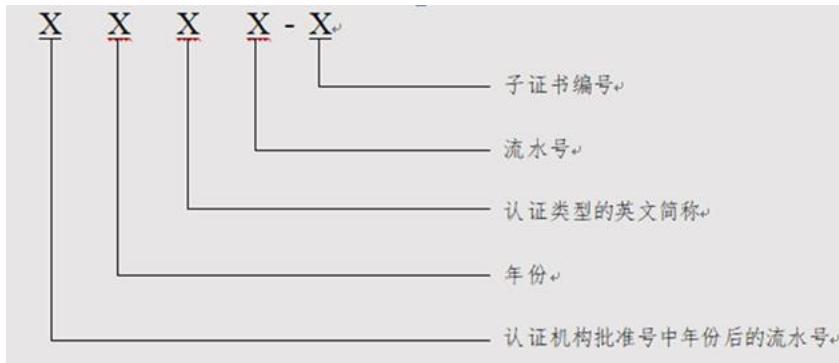 X X X X - X
子证书编号
流水号
认证类型的英文简称
年份
认证机构批准号中年份后的流水号